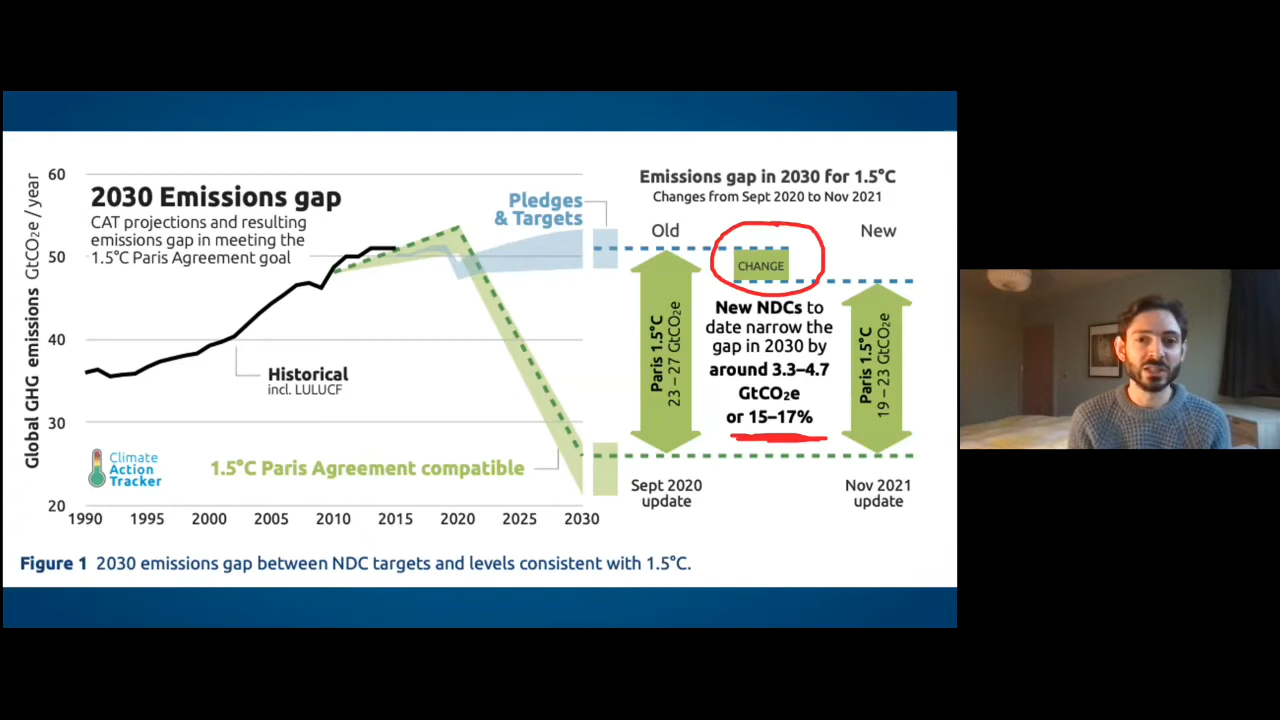 2030 Emissions gap
CAT projections and resulting
emissions gap in meeting the
1.5°C Paris Agreement goal
Global GHG emissions GtCO₂e / year
60
50
40
30
20
1990
1995
2000
2005
2010
2015
2020
2025
2030
Pledges
& Targets
Historical
incl. LULUCF
1.5°C Paris Agreement compatible
Climate
Action
Tracker
Emissions gap in 2030 for 1.5°C
Changes from Sept 2020 to Nov 2021
Old
New
CHANGE
Paris 1.5°C
23 – 27 GtCO₂e
New NDCs to
date narrow the
gap in 2030 by
around 3.3–4.7
GtCO₂e
or 15–17%
Paris 1.5°C
19 – 23 GtCO₂e
Sept 2020
update
Nov 2021
update
Figure 1 2030 emissions gap between NDC targets and levels consistent with 1.5°C.